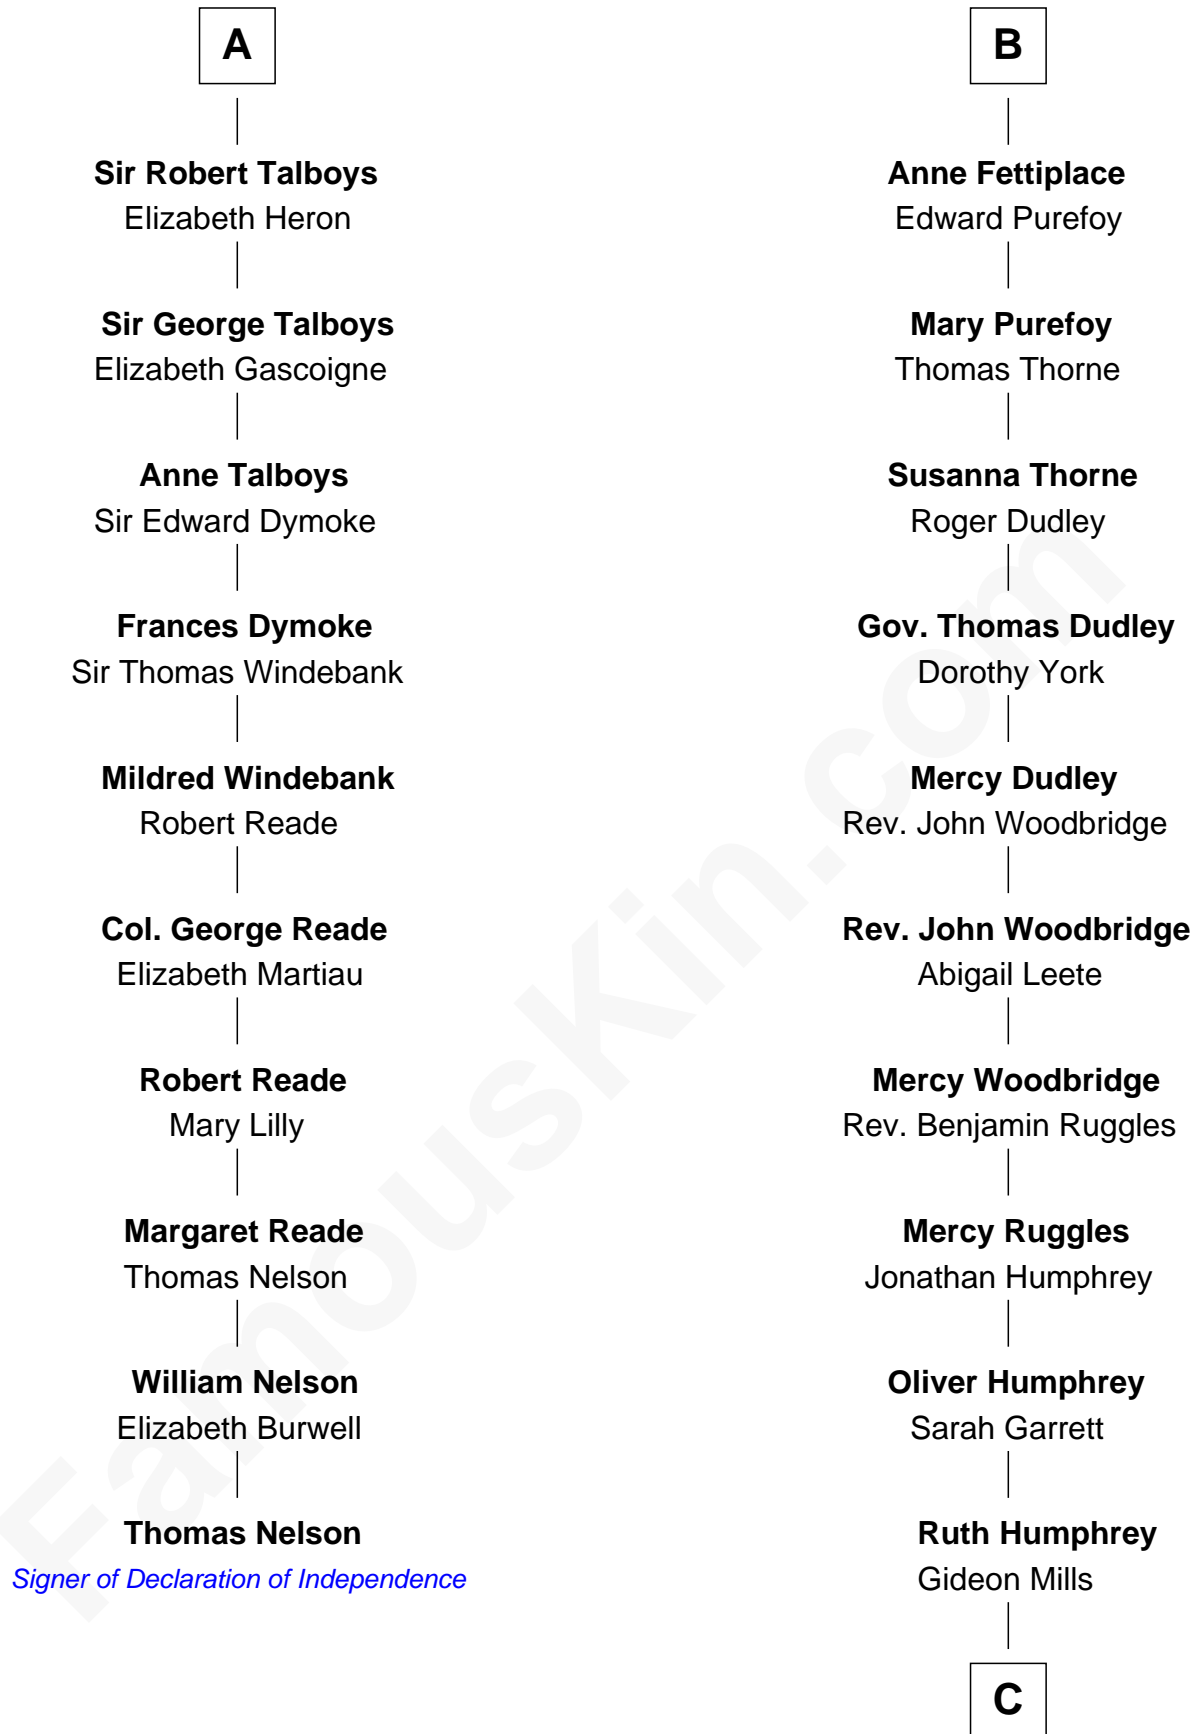 A
Sir Robert Talboys
Elizabeth Heron
Sir George Talboys
Elizabeth Gascoigne
Anne Talboys
Sir Edward Dymoke
Frances Dymoke
Sir Thomas Windebank
Mildred Windebank
Robert Reade
Col. George Reade
Elizabeth Martiau
Robert Reade
Mary Lilly
Margaret Reade
Thomas Nelson
William Nelson
Elizabeth Burwell
Thomas Nelson
Signer of Declaration of Independence
B
Anne Fettiplace
Edward Purefoy
Mary Purefoy
Thomas Thorne
Susanna Thorne
Roger Dudley
Gov. Thomas Dudley
Dorothy York
Mercy Dudley
Rev. John Woodbridge
Rev. John Woodbridge
Abigail Leete
Mercy Woodbridge
Rev. Benjamin Ruggles
Mercy Ruggles
Jonathan Humphrey
Oliver Humphrey
Sarah Garrett
Ruth Humphrey
Gideon Mills
C
FamousKin.com